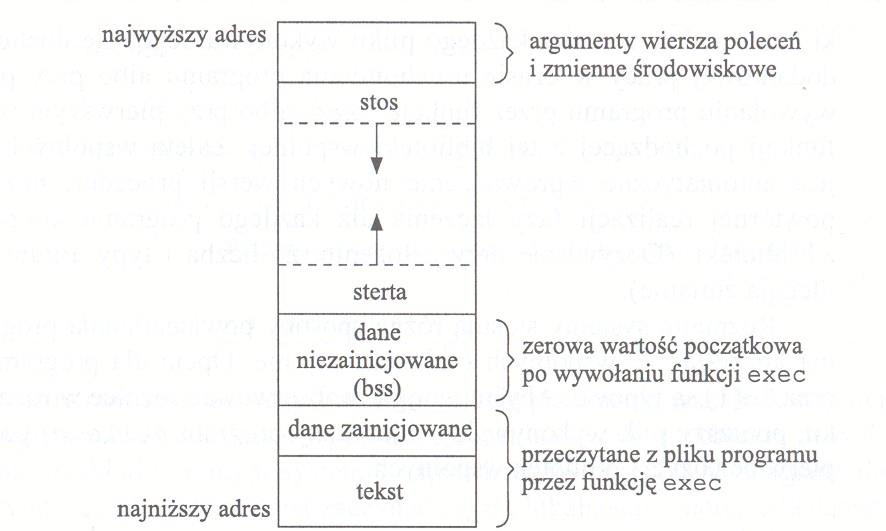 najwyższy adres
argumenty wiersza poleceń
i zmienne środowiskowe
stos
sterta
dane
niezainicjowane
(bss)
zerowa wartość początkowa
po wywołaniu funkcji exec
dane zainicjowane
przeczytane z pliku programu
przez funkcję exec
tekst
najniższy adres